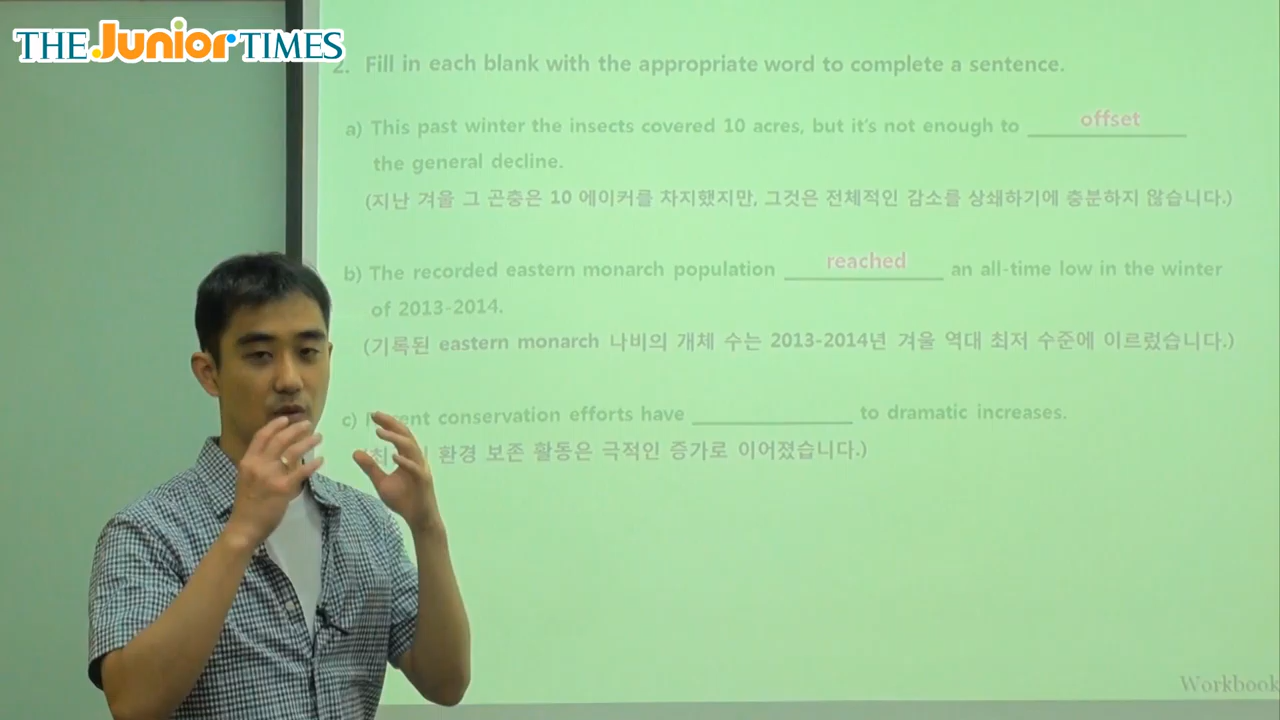 THE Junior TIMES
2. Fill in each blank with the appropriate word to complete a sentence.
a) This past winter the insects covered 10 acres, but it's not enough to offset
the general decline.
(지난 겨울 그 곤충은 10 에이커를 차지했지만, 그것은 전체적인 감소를 상쇄하기에 충분하지 않습니다.)
b) The recorded eastern monarch population reached an all-time low in the winter
of 2013-2014.
(기록된 eastern monarch 나비의 개체 수는 2013-2014년 겨울 역대 최저 수준에 이르렀습니다.)
c) conservation efforts have ____ to dramatic increases.
환경 보존 활동은 극적인 증가로 이어졌습니다.)
Workbook